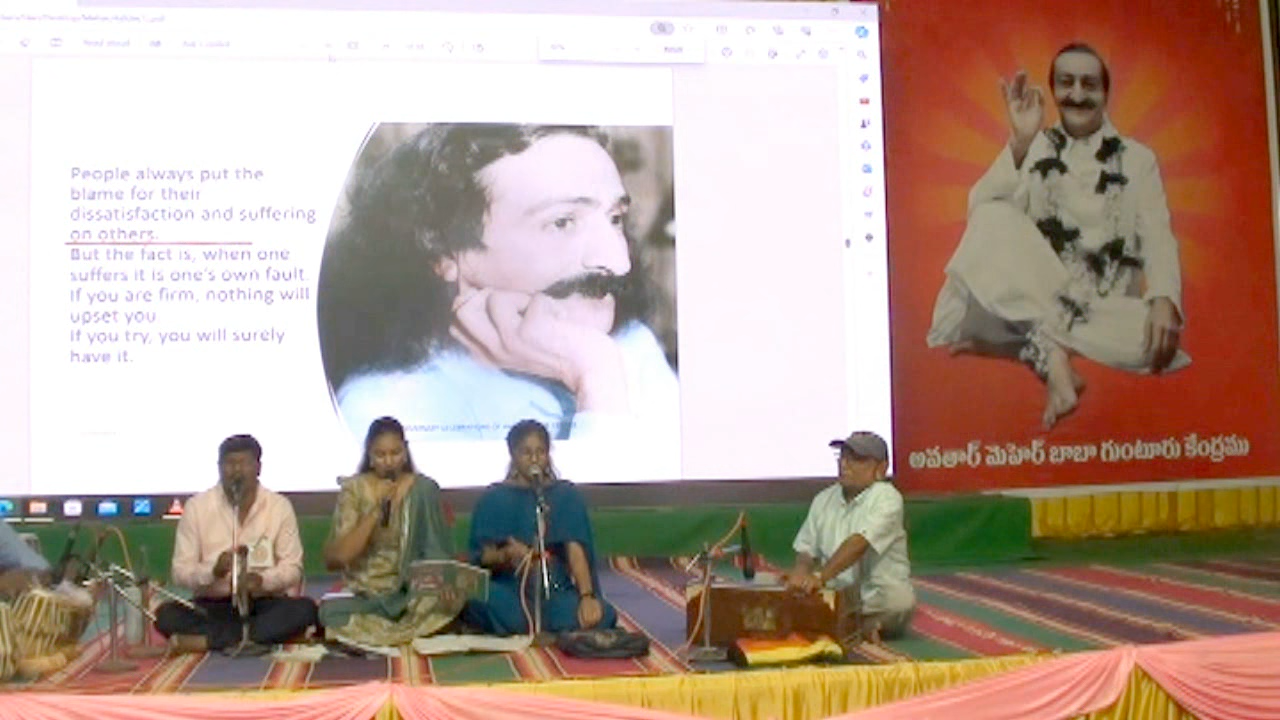 Read aloud
People always put the
blame for their
dissatisfaction and suffering
on others.
But the fact is, when one
suffers it is one's own fault.
If you are firm, nothing will
upset you
If you try, you will surely
have it.
అవతార్ మెహెర్ బాబా గుంటూరు కేంద్రము